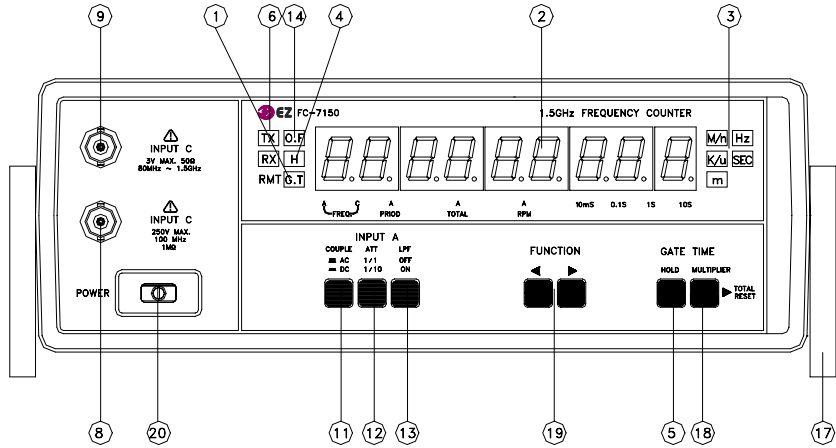 9 1 6 14 4 2 3
EZ FC-7150 1.5GHz FREQUENCY COUNTER
TX O.F M/n Hz
RX H K/u SEC
RMT G.T m
INPUT C
3V MAX. 50Ω
80MHz ~ 1.5GHz
A C A A A 10mS 0.1S 1S 10S
FREQ PRIOD TOTAL RPM
INPUT C
250V MAX.
100 MHz
1MΩ
POWER
INPUT A
COUPLE ATT LPF
AC 1/1 OFF
DC 1/10 ON
FUNCTION
◀ ▶
GATE TIME
HOLD MULTIPLIER
▶ TOTAL
RESET
8 20 11 12 13 19 5 18 17